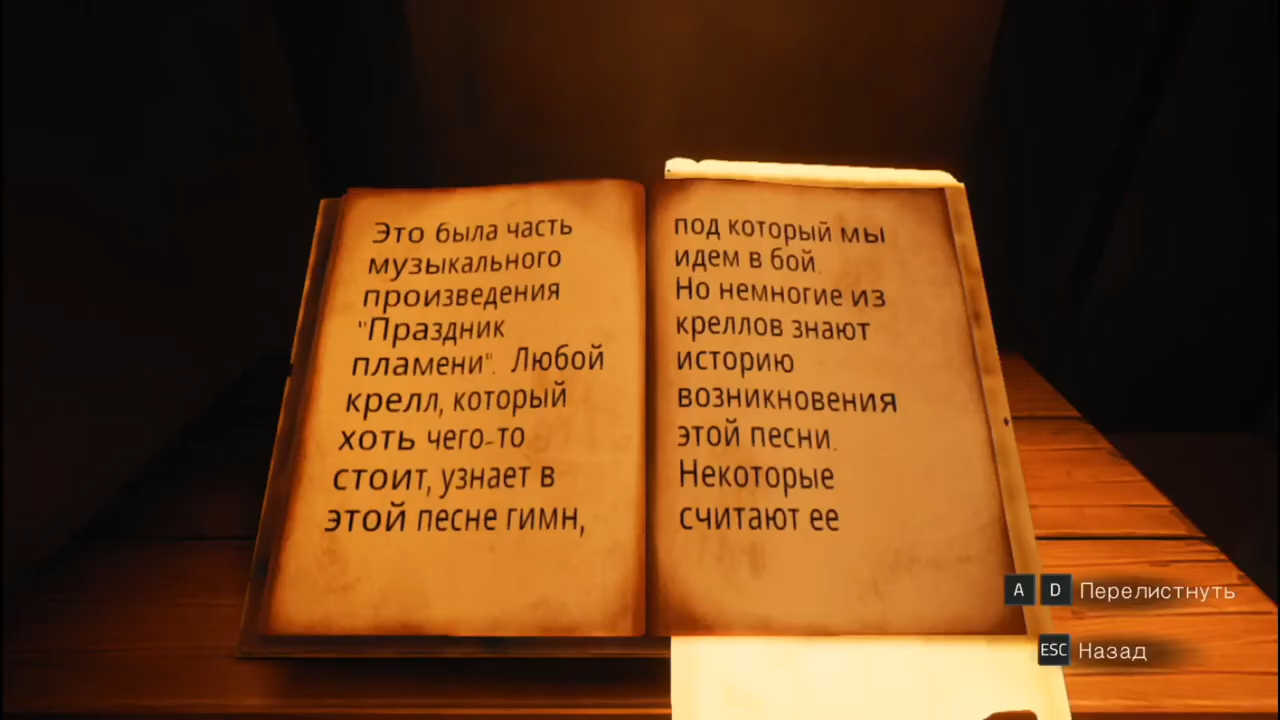 Это была часть
музыкального
произведения
"Праздник
пламени". Любой
крелл, который
хоть чего-то
стоит, узнает в
этой песне гимн,
под который мы
идем в бой.
Но немногие из
креллов знают
историю
возникновения
этой песни.
Некоторые
считают ее
A D Перелистнуть
ESC Назад